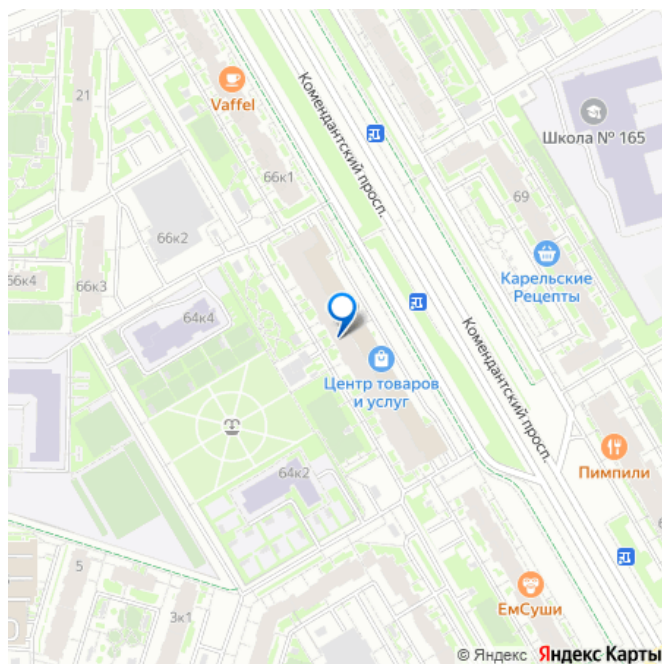 21
Vaffel
Комендантский просп.
Школа № 165
66к1
69
66к2
Карельские
Рецепты
66к4
66к3
64к4
Комендантский просп.
Центр товаров
и услуг
64к2
Пимпили
5
ЕмСуши
3к1
© Яндекс Яндекс Карты